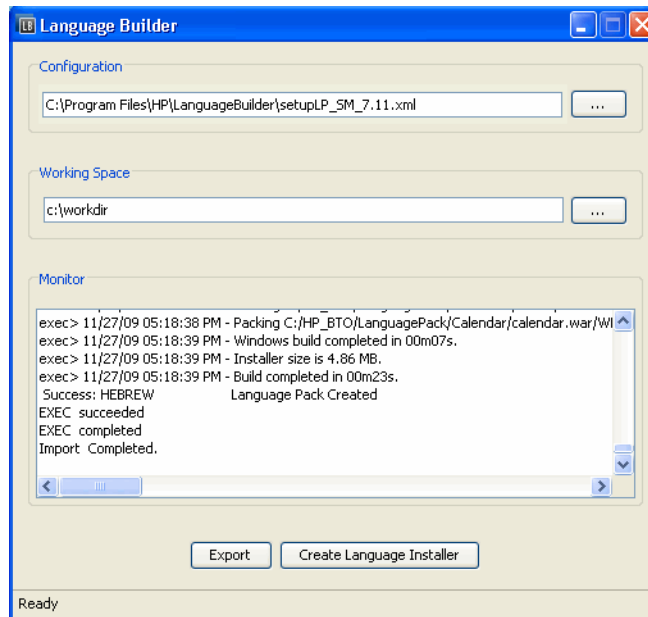 LB Language Builder
Configuration
C:\Program Files\HP\LanguageBuilder\setupLP_SM_7.11.xml ...
Working Space
c:\workdir ...
Monitor
exec> 11/27/09 05:18:38 PM - Packing C:/HP_BTO/LanguagePack/Calendar/calendar.war/WI
exec> 11/27/09 05:18:39 PM - Windows build completed in 00m07s.
exec> 11/27/09 05:18:39 PM - Installer size is 4.86 MB.
exec> 11/27/09 05:18:39 PM - Build completed in 00m23s.
Success: HEBREW Language Pack Created
EXEC succeeded
EXEC completed
Import Completed.
Export Create Language Installer
Ready